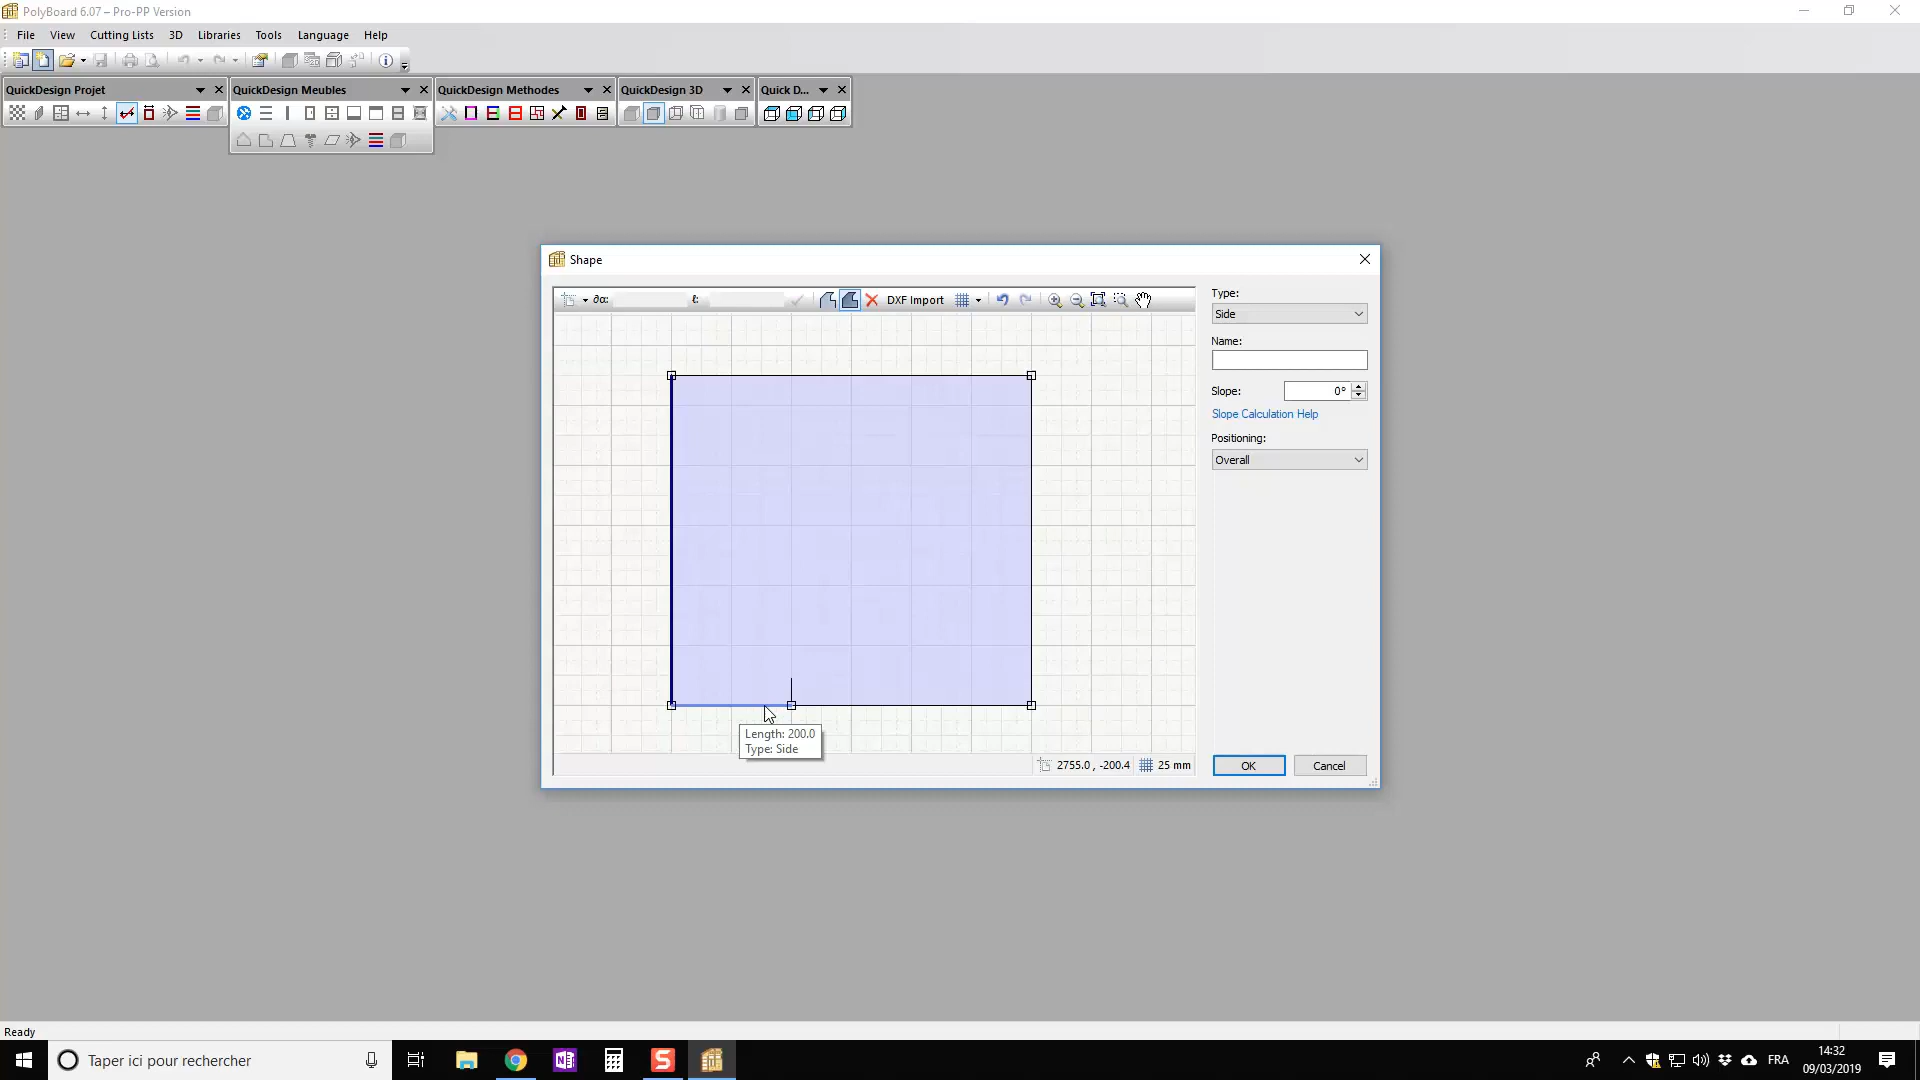 PolyBoard 6.07 – Pro-PP Version
File View Cutting Lists 3D Libraries Tools Language Help
QuickDesign Projet
QuickDesign Meubles
QuickDesign Methodes
QuickDesign 3D
Quick D...
Shape
∂α:
ℓ:
DXF Import
Type:
Side
Name:
Slope:
0°
Slope Calculation Help
Positioning:
Overall
Length: 200.0
Type: Side
2755.0 , -200.4
25 mm
OK
Cancel
Ready
Taper ici pour rechercher
FRA
14:32
09/03/2019